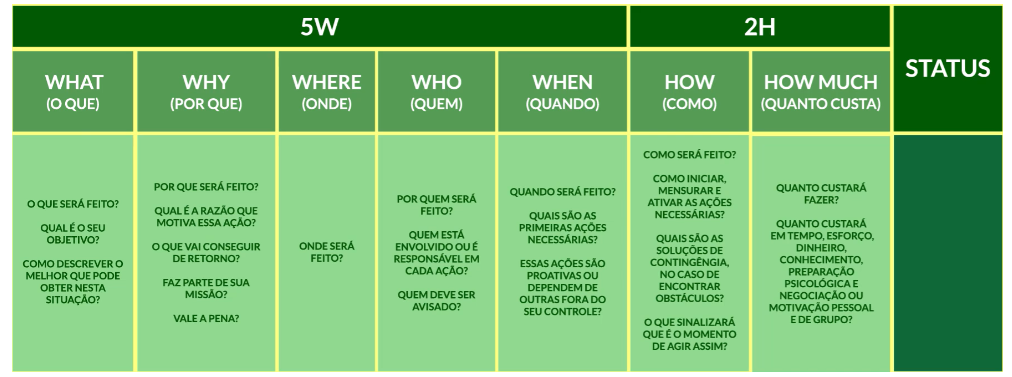 5W
2H
STATUS
WHAT
(O QUE)
WHY
(POR QUE)
WHERE
(ONDE)
WHO
(QUEM)
WHEN
(QUANDO)
HOW
(COMO)
HOW MUCH
(QUANTO CUSTA)
O QUE SERÁ FEITO?
QUAL É O SEU
OBJETIVO?
COMO DESCREVER O
MELHOR QUE PODE
OBTER NESTA
SITUAÇÃO?
POR QUE SERÁ FEITO?
QUAL É A RAZÃO QUE
MOTIVA ESSA AÇÃO?
O QUE VAI CONSEGUIR
DE RETORNO?
FAZ PARTE DE SUA
MISSÃO?
VALE A PENA?
ONDE SERÁ
FEITO?
POR QUEM SERÁ
FEITO?
QUEM ESTÁ
ENVOLVIDO OU É
RESPONSÁVEL EM
CADA AÇÃO?
QUEM DEVE SER
AVISADO?
QUANDO SERÁ FEITO?
QUAIS SÃO AS
PRIMEIRAS AÇÕES
NECESSÁRIAS?
ESSAS AÇÕES SÃO
PROATIVAS OU
DEPENDEM DE
OUTRAS FORA DO
SEU CONTROLE?
COMO SERÁ FEITO?
COMO INICIAR,
MENSURAR E
ATIVAR AS AÇÕES
NECESSÁRIAS?
QUAIS SÃO AS
SOLUÇÕES DE
CONTINGÊNGIA,
NO CASO DE
ENCONTRAR
OBSTÁCULOS?
O QUE SINALIZARÁ
QUE É O MOMENTO
DE AGIR ASSIM?
QUANTO CUSTARÁ
FAZER?
QUANTO CUSTARÁ
EM TEMPO, ESFORÇO,
DINHEIRO,
CONHECIMENTO,
PREPARAÇÃO
PSICOLÓGICA E
NEGOCIAÇÃO OU
MOTIVAÇÃO PESSOAL
E DE GRUPO?